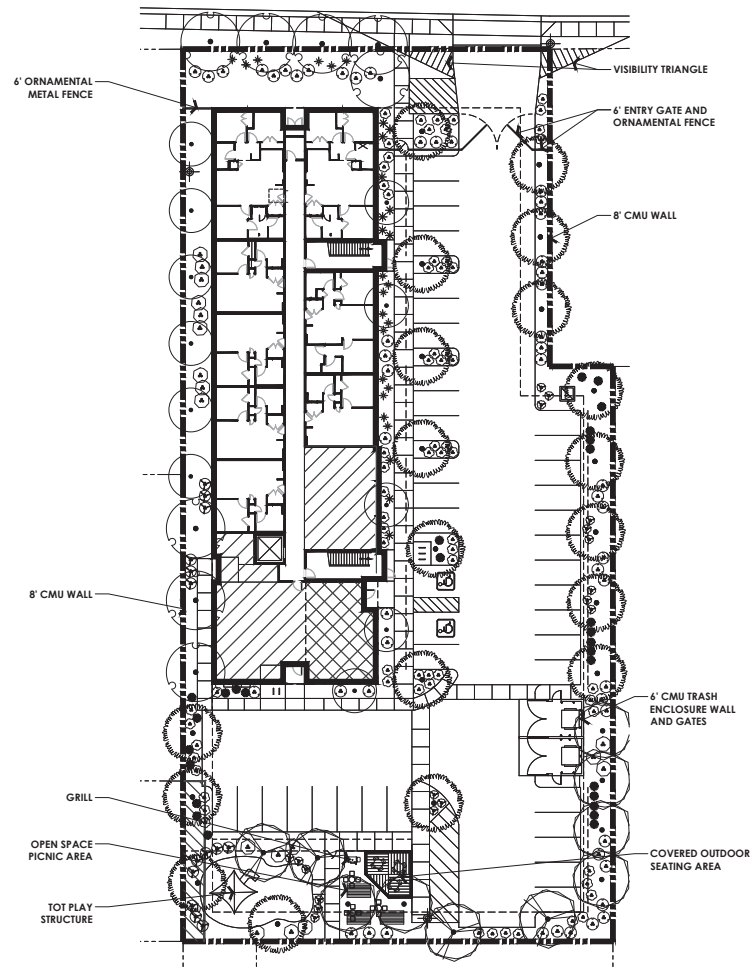 VISIBILITY TRIANGLE
6' ORNAMENTAL
METAL FENCE
6' ENTRY GATE AND
ORNAMENTAL FENCE
8' CMU WALL
8' CMU WALL
6' CMU TRASH
ENCLOSURE WALL
AND GATES
GRILL
OPEN SPACE
PICNIC AREA
COVERED OUTDOOR
SEATING AREA
TOT PLAY
STRUCTURE